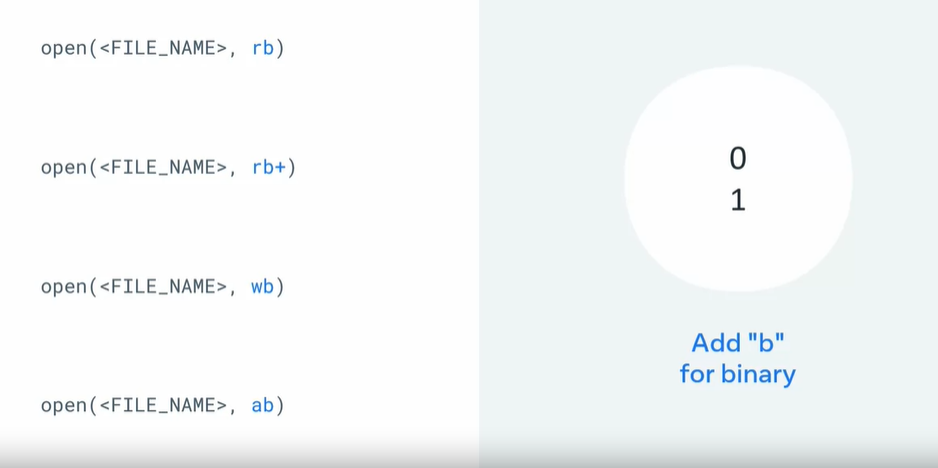 open(<FILE_NAME>, rb)
open(<FILE_NAME>, rb+)
open(<FILE_NAME>, wb)
open(<FILE_NAME>, ab)
0
1
Add "b"
for binary